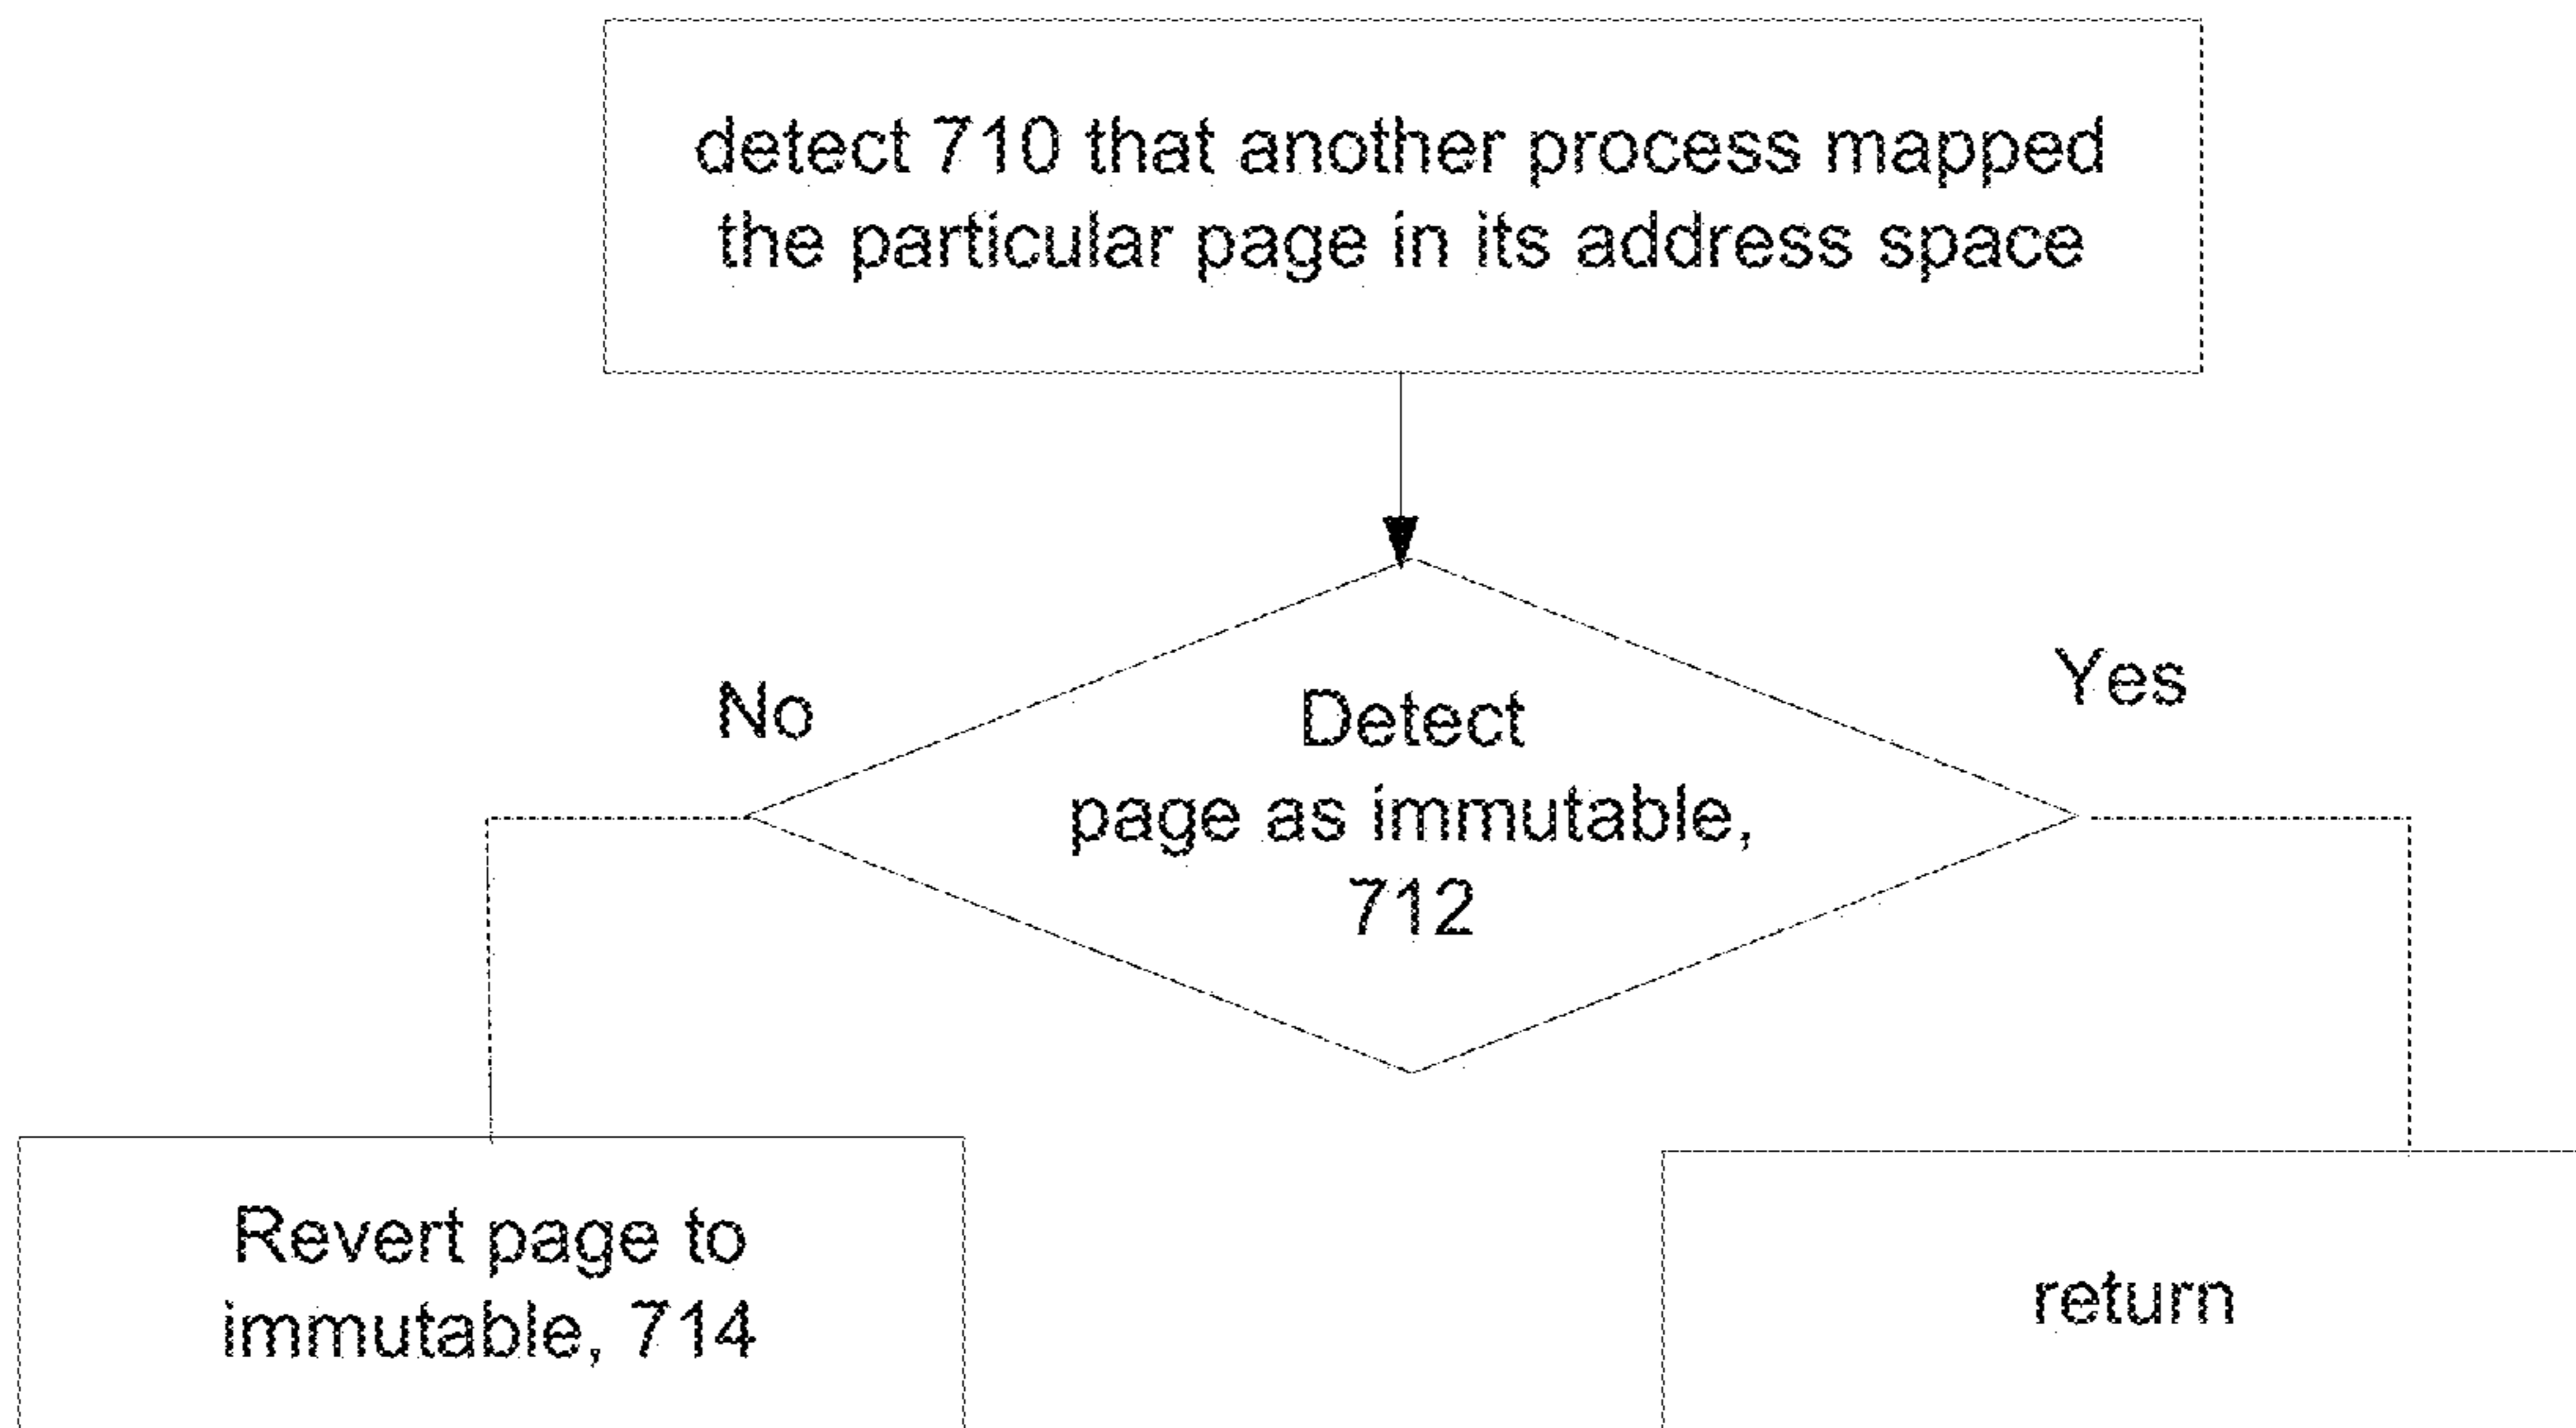 detect 710 that another process mapped
the particular page in its address space
No
Yes
Detect
page as immutable,
712
Revert page to
immutable, 714
return